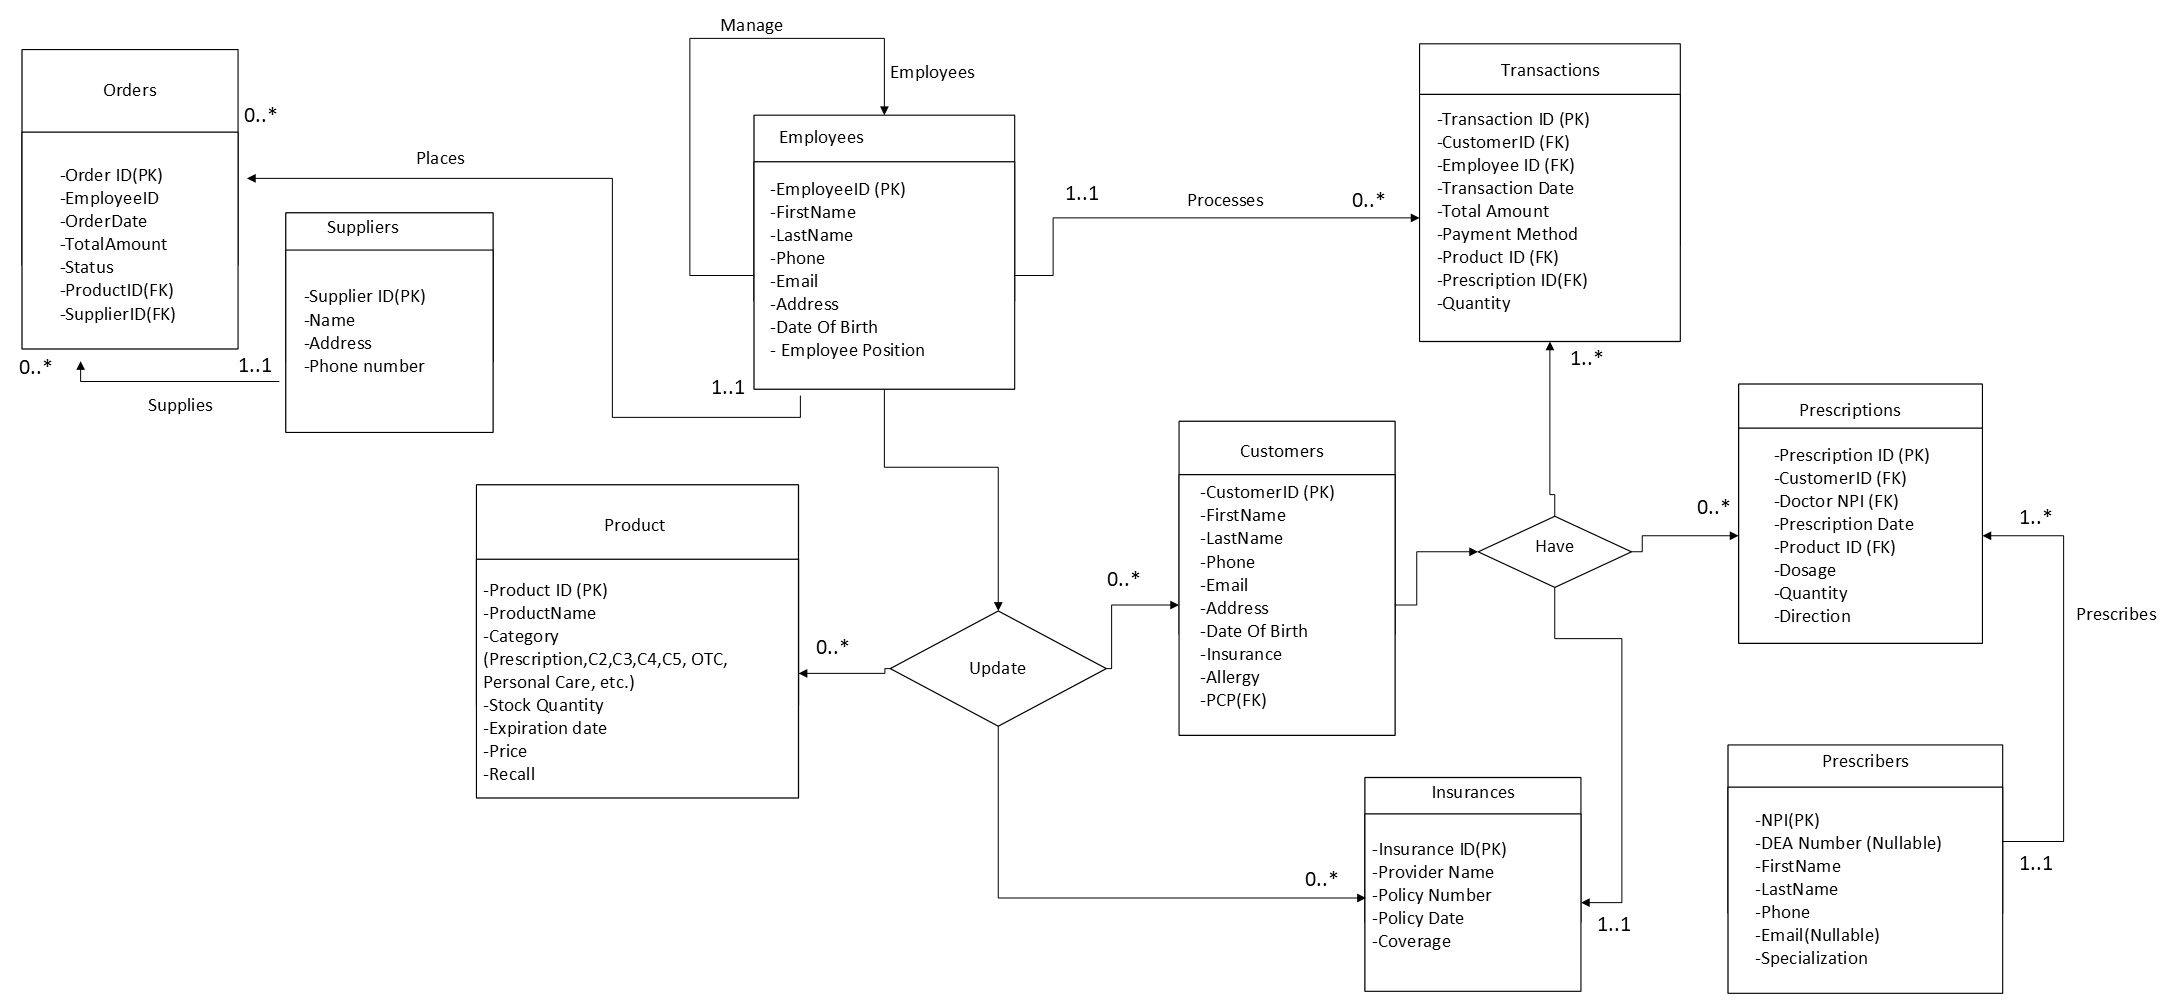 Manage
Employees
Orders
0..*
-Order ID(PK)
-EmployeeID
-OrderDate
-TotalAmount
-Status
-ProductID(FK)
-SupplierID(FK)
0..*
1..1
Supplies
Places
Suppliers
-Supplier ID(PK)
-Name
-Address
-Phone number
Employees
-EmployeeID (PK)
-FirstName
-LastName
-Phone
-Email
-Address
-Date Of Birth
- Employee Position
1..1
1..1
Processes
0..*
Transactions
-Transaction ID (PK)
-CustomerID (FK)
-Employee ID (FK)
-Transaction Date
-Total Amount
-Payment Method
-Product ID (FK)
-Prescription ID(FK)
-Quantity
1..*
Product
-Product ID (PK)
-ProductName
-Category
(Prescription,C2,C3,C4,C5, OTC,
Personal Care, etc.)
-Stock Quantity
-Expiration date
-Price
-Recall
0..*
Update
0..*
0..*
Customers
-CustomerID (PK)
-FirstName
-LastName
-Phone
-Email
-Address
-Date Of Birth
-Insurance
-Allergy
-PCP(FK)
Have
0..*
Prescriptions
-Prescription ID (PK)
-CustomerID (FK)
-Doctor NPI (FK)
-Prescription Date
-Product ID (FK)
-Dosage
-Quantity
-Direction
1..*
Prescribes
Insurances
-Insurance ID(PK)
-Provider Name
-Policy Number
-Policy Date
-Coverage
1..1
Prescribers
-NPI(PK)
-DEA Number (Nullable)
-FirstName
-LastName
-Phone
-Email(Nullable)
-Specialization
1..1